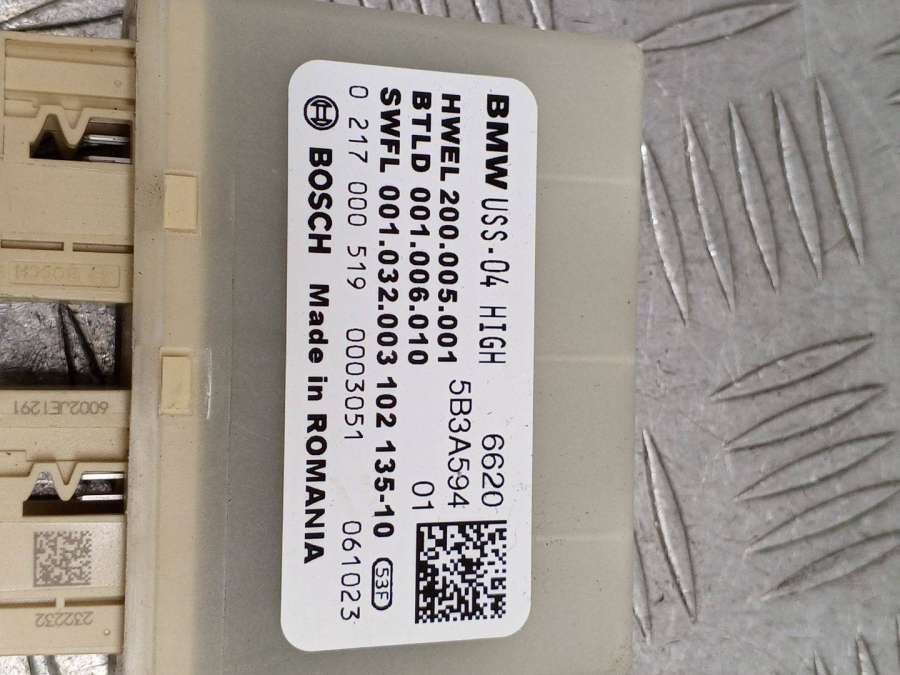 BMW USS-04 HIGH 6620
HWEL 200.005.001 5B3A594
BTLD 001.006.010 01
SWFL 001.032.003 102 135-10 53F
0 217 000 519 0003051 061023
BOSCH Made in ROMANIA
BOSCH
6002JE1291
232232